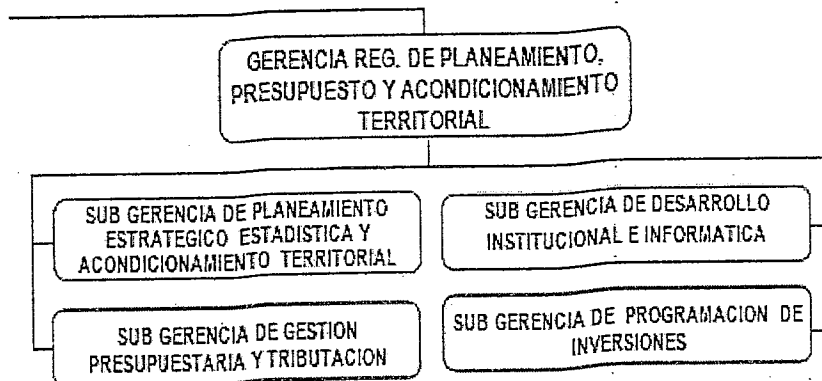 GERENCIA REG. DE PLANEAMIENTO,
PRESUPUESTO Y ACONDICIONAMIENTO
TERRITORIAL
SUB GERENCIA DE PLANEAMIENTO
ESTRATEGICO ESTADISTICA Y
ACONDICIONAMIENTO TERRITORIAL
SUB GERENCIA DE DESARROLLO
INSTITUCIONAL E INFORMATICA
SUB GERENCIA DE GESTION
PRESUPUESTARIA Y TRIBUTACION
SUB GERENCIA DE PROGRAMACION DE
INVERSIONES